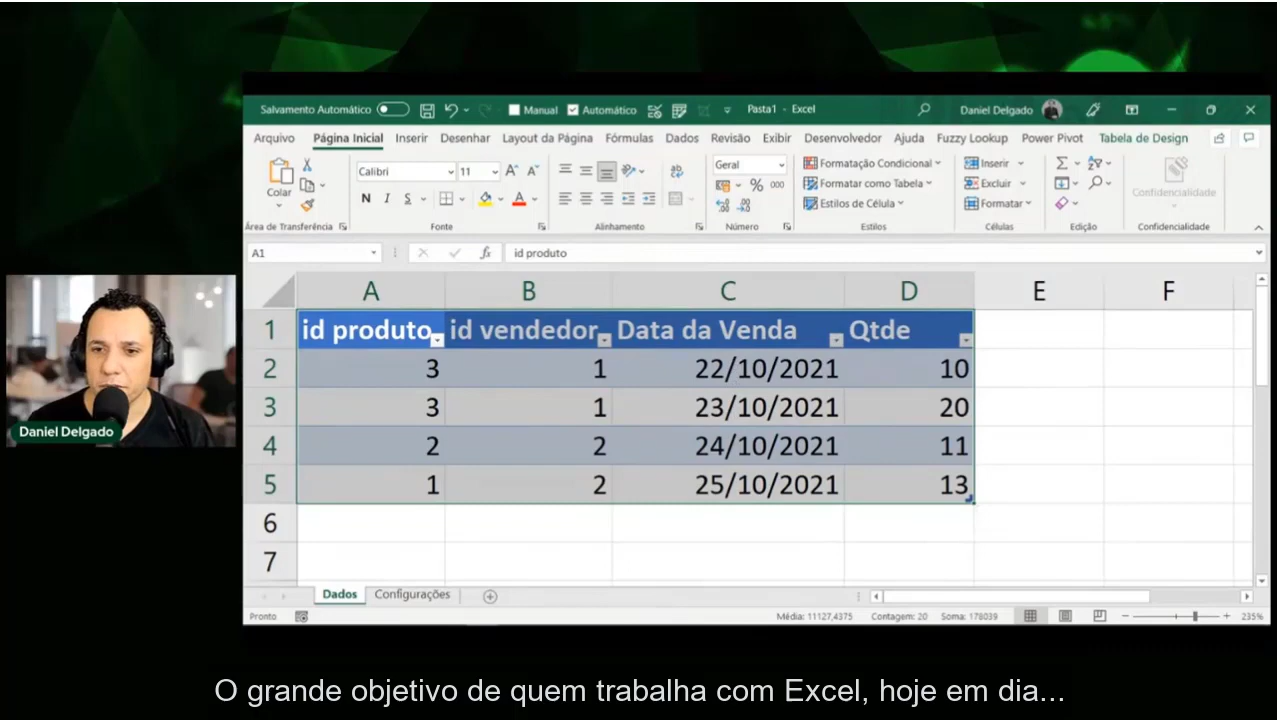 Salvamento Automático Manual Automático Pasta1 - Excel Daniel Delgado
Arquivo Página Inicial Inserir Desenhar Layout da Página Fórmulas Dados Revisão Exibir Desenvolvedor Ajuda Fuzzy Lookup Power Pivot Tabela de Design
Colar Calibri 11 Geral Formatação Condicional Inserir
Formatar como Tabela Excluir Confidencialidade
N I S Estilos de Célula Formatar
Área de Transferência Fonte Alinhamento Número Estilos Células Edição Confidencialidade
A1 fx id produto
A B C D E F
1 id produto id vendedor Data da Venda Qtde
2 3 1 22/10/2021 10
3 3 1 23/10/2021 20
4 2 2 24/10/2021 11
5 1 2 25/10/2021 13
6
7
Daniel Delgado
Dados Configurações
Pronto Média: 11127,4375 Contagem: 20 Soma: 178039 235%
O grande objetivo de quem trabalha com Excel, hoje em dia...